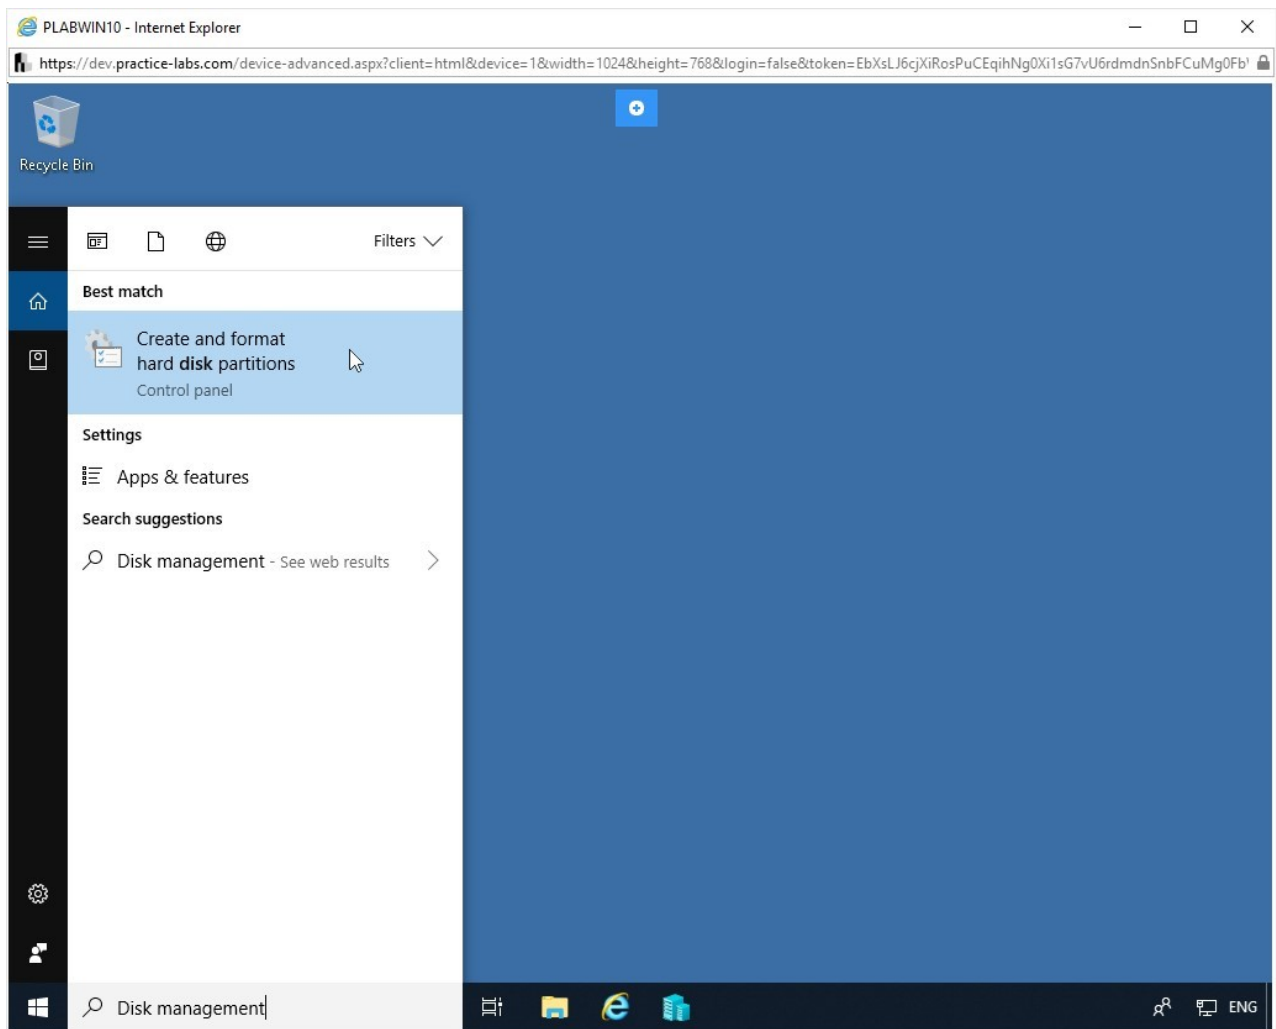 PLABWIN10 - Internet Explorer
https://dev.practice-labs.com/device-advanced.aspx?client=html&device=1&width=1024&height=768&login=false&token=EbXsLJ6cjXiRosPuCEqihNg0Xi1sG7vU6rdmdnSnbFCuMg0Fb
Recycle Bin
Filters
Best match
Create and format
hard disk partitions
Control panel
Settings
Apps & features
Search suggestions
Disk management - See web results
Disk management
ENG